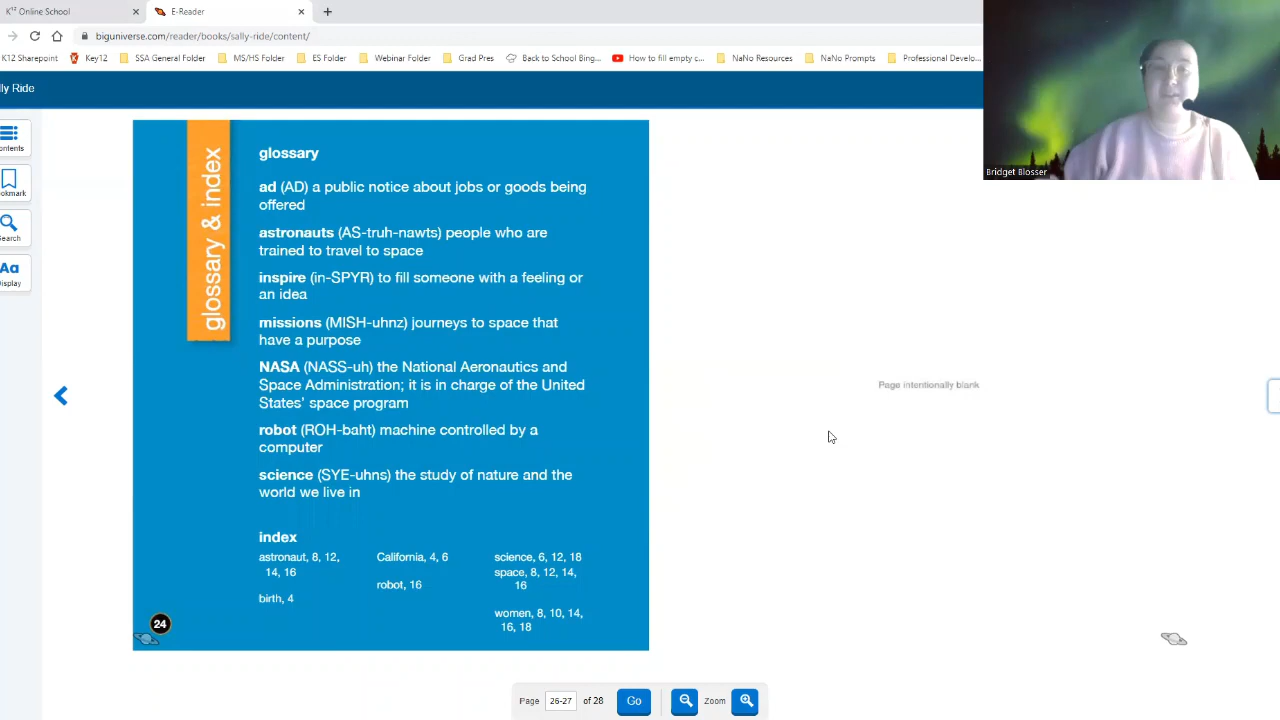 K¹² Online School
E-Reader
biguniverse.com/reader/books/sally-ride/content/
K12 Sharepoint Key12 SSA General Folder MS/HS Folder ES Folder Webinar Folder Grad Pres Back to School Bing... How to fill empty c... NaNo Resources NaNo Prompts Professional Develo...
lly Ride
ontents
okmark
Search
Aa
Display
glossary & index
glossary
ad (AD) a public notice about jobs or goods being
offered
astronauts (AS-truh-nawts) people who are
trained to travel to space
inspire (in-SPYR) to fill someone with a feeling or
an idea
missions (MISH-uhnz) journeys to space that
have a purpose
NASA (NASS-uh) the National Aeronautics and
Space Administration; it is in charge of the United
States' space program
robot (ROH-baht) machine controlled by a
computer
science (SYE-uhns) the study of nature and the
world we live in
index
astronaut, 8, 12,
14, 16
birth, 4
California, 4, 6
robot, 16
science, 6, 12, 18
space, 8, 12, 14,
16
women, 8, 10, 14,
16, 18
24
Page intentionally blank
Bridget Blosser
Page 26-27 of 28 Go Zoom